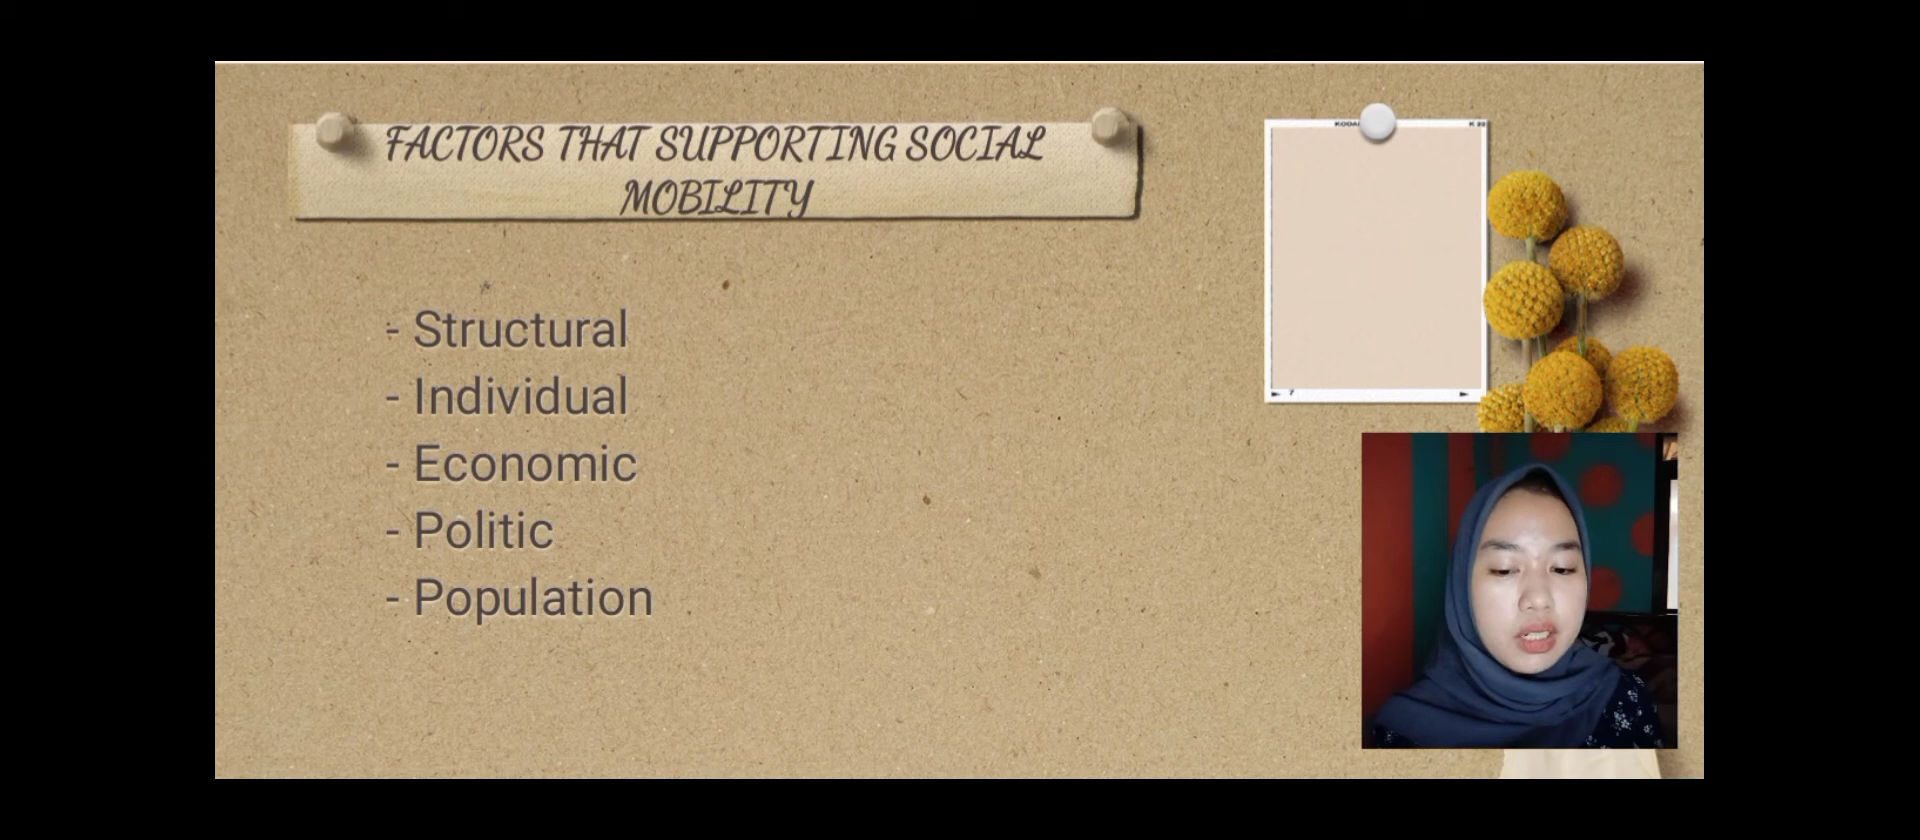 FACTORS THAT SUPPORTING SOCIAL
MOBILITY
- Structural
- Individual
- Economic
- Politic
- Population